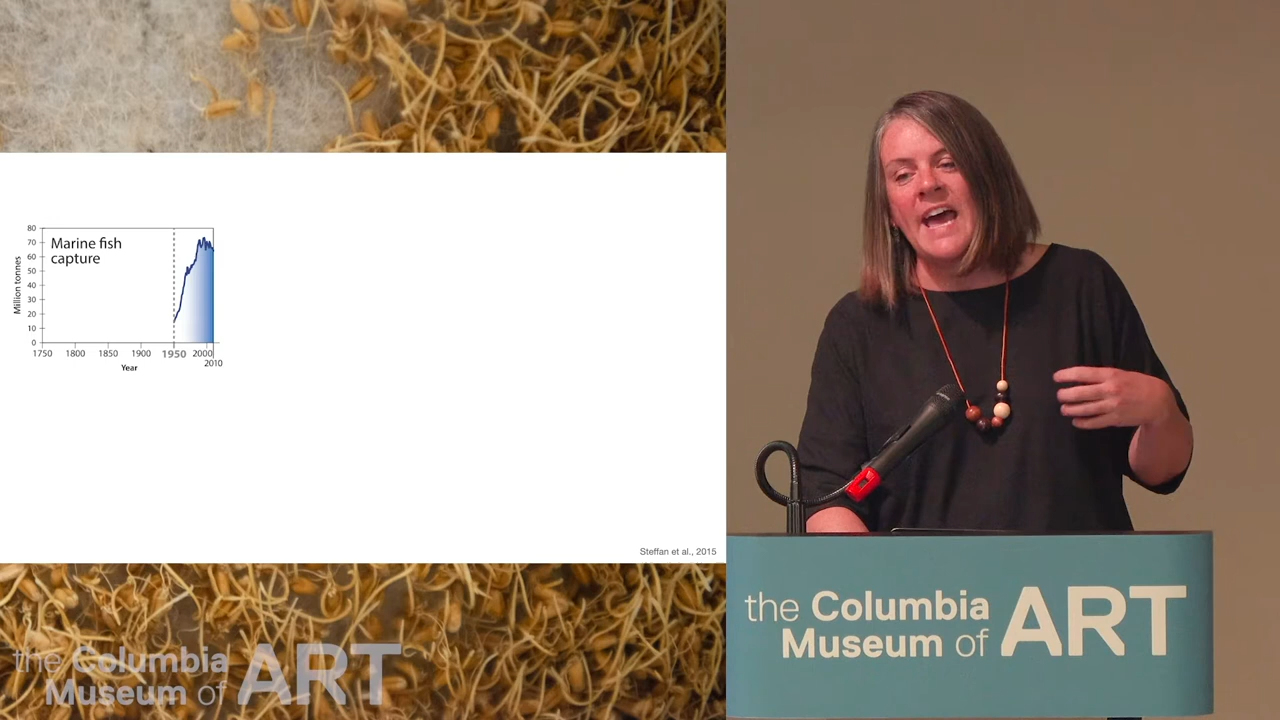 Marine fish
capture
Million tonnes
80
70
60
50
40
30
20
10
0
1750 1800 1850 1900 1950 2000
2010
Year
Steffan et al., 2015
the Columbia
Museum of ART
the Columbia
Museum of ART